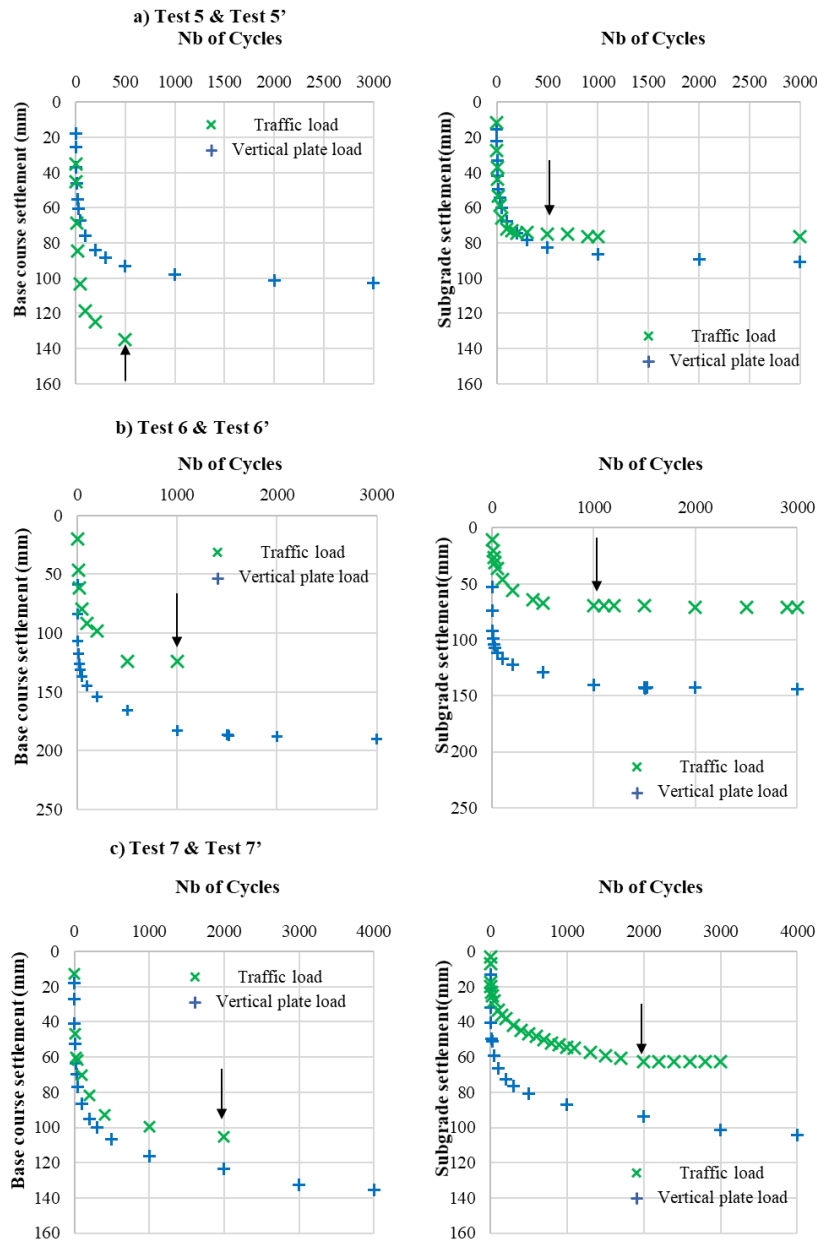 a) Test 5 & Test 5’
Nb of Cycles
0 500 1000 1500 2000 2500 3000
0
20
40
60
80
100
120
140
160
Base course settlement (mm)
Traffic load
Vertical plate load
Nb of Cycles
0 500 1000 1500 2000 2500 3000
0
20
40
60
80
100
120
140
160
Subgrade settlement(mm)
Traffic load
Vertical plate load
b) Test 6 & Test 6’
Nb of Cycles
0 1000 2000 3000
0
50
100
150
200
250
Base course settlement (mm)
Traffic load
Vertical plate load
Nb of Cycles
0 1000 2000 3000
0
50
100
150
200
250
Subgrade settlement(mm)
Traffic load
Vertical plate load
c) Test 7 & Test 7’
Nb of Cycles
0 1000 2000 3000 4000
0
20
40
60
80
100
120
140
160
Base course settlement (mm)
Traffic load
Vertical plate load
Nb of Cycles
0 1000 2000 3000 4000
0
20
40
60
80
100
120
140
160
Subgrade settlement(mm)
Traffic load
Vertical plate load